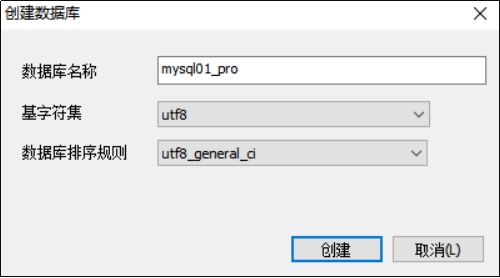 创建数据库
数据库名称 mysql01_pro
基字符集 utf8
数据库排序规则 utf8_general_ci
创建 取消(L)